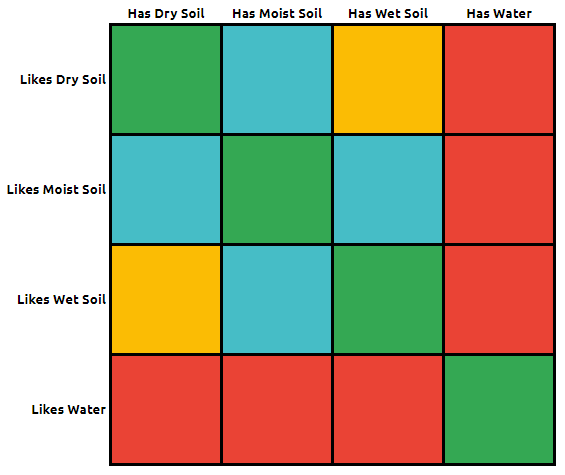 Has Dry Soil Has Moist Soil Has Wet Soil Has Water
Likes Dry Soil
Likes Moist Soil
Likes Wet Soil
Likes Water